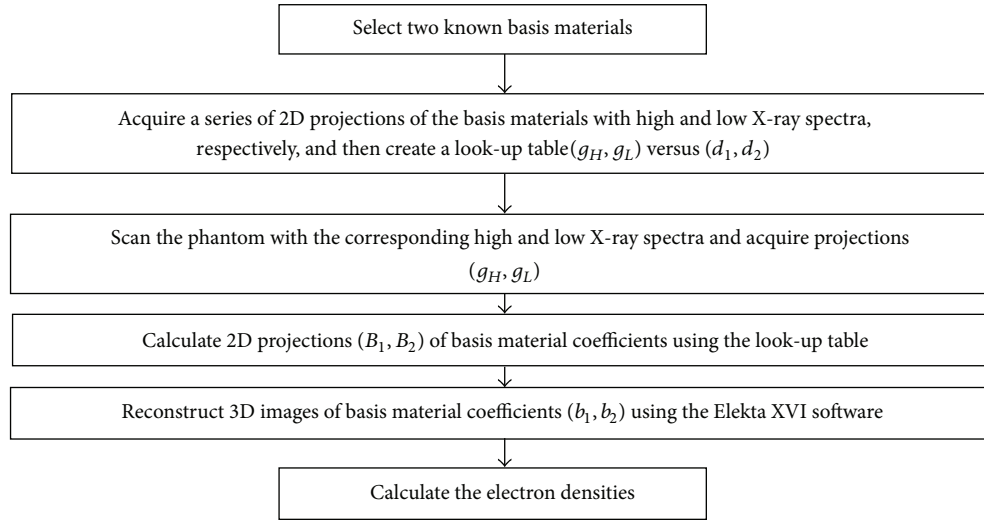 Select two known basis materials
Acquire a series of 2D projections of the basis materials with high and low X-ray spectra,
respectively, and then create a look-up table(g_H, g_L) versus (d_1, d_2)
Scan the phantom with the corresponding high and low X-ray spectra and acquire projections
(g_H, g_L)
Calculate 2D projections (B_1, B_2) of basis material coefficients using the look-up table
Reconstruct 3D images of basis material coefficients (b_1, b_2) using the Elekta XVI software
Calculate the electron densities